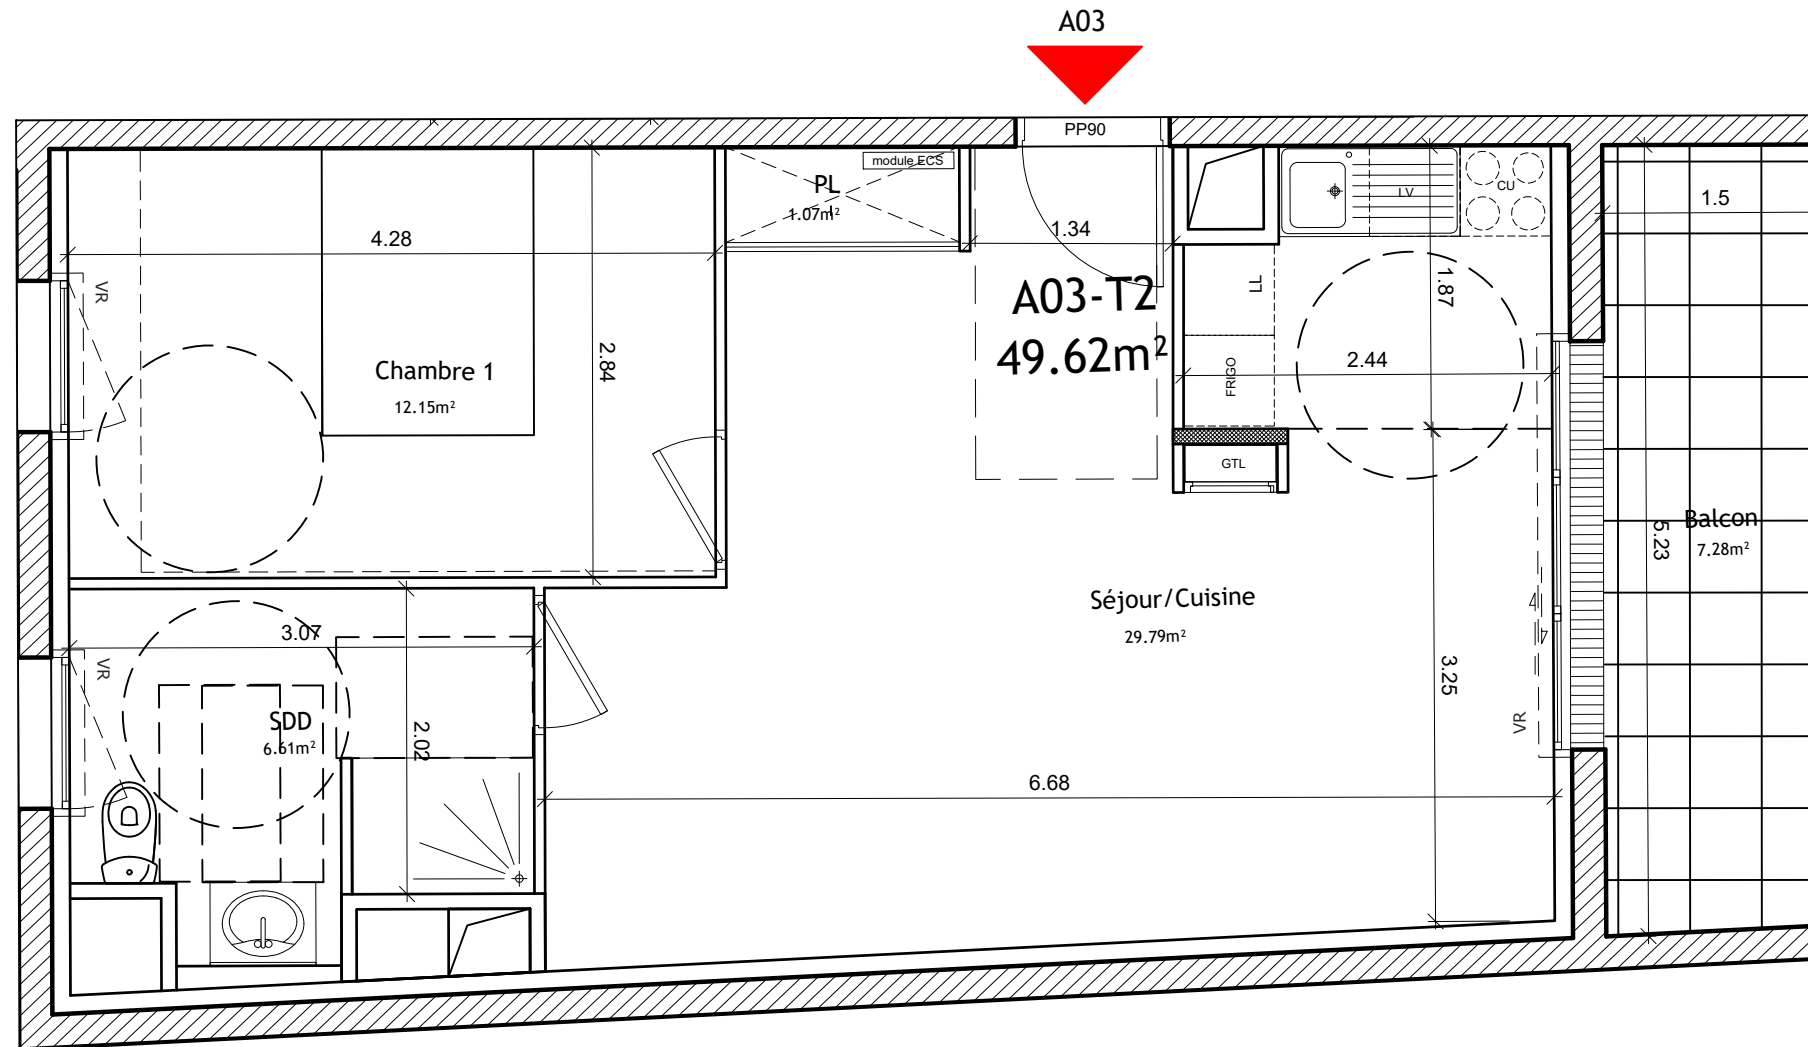 A03
PP90
module ECS
PL
1.07m²
LV
CU
1.5
4.28
1.34
VR
A03-T2
49.62m²
LL
1.87
2.84
Chambre 1
12.15m²
FRIGO
2.44
GTL
Balcon
7.28m²
5.23
Séjour/Cuisine
29.79m²
3.07
VR
3.25
SDD
6.61m²
2.02
VR
6.68